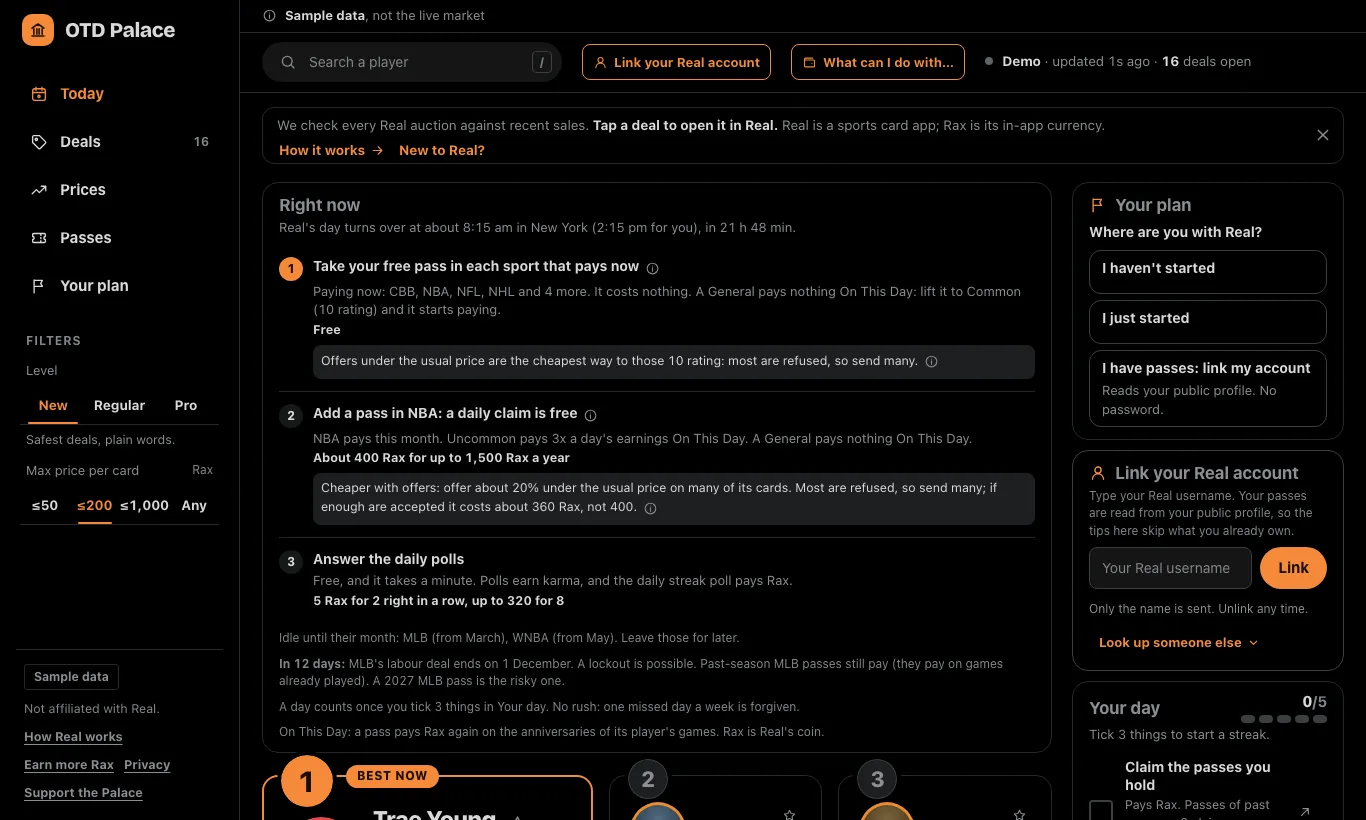 OTD Palace
Today
Deals 16
Prices
Passes
Your plan
FILTERS
Level
New Regular Pro
Safest deals, plain words.
Max price per card Rax
≤50 ≤200 ≤1,000 Any
Sample data
Not affiliated with Real.
How Real works
Earn more Rax Privacy
Support the Palace
Sample data, not the live market
Search a player /
Link your Real account
What can I do with...
Demo · updated 1s ago · 16 deals open
We check every Real auction against recent sales. Tap a deal to open it in Real. Real is a sports card app; Rax is its in-app currency.
How it works → New to Real?
Right now
Real's day turns over at about 8:15 am in New York (2:15 pm for you), in 21 h 48 min.
1 Take your free pass in each sport that pays now
Paying now: CBB, NBA, NFL, NHL and 4 more. It costs nothing. A General pays nothing On This Day: lift it to Common
(10 rating) and it starts paying.
Free
Offers under the usual price are the cheapest way to those 10 rating: most are refused, so send many.
2 Add a pass in NBA: a daily claim is free
NBA pays this month. Uncommon pays 3x a day's earnings On This Day. A General pays nothing On This Day.
About 400 Rax for up to 1,500 Rax a year
Cheaper with offers: offer about 20% under the usual price on many of its cards. Most are refused, so send many; if
enough are accepted it costs about 360 Rax, not 400.
3 Answer the daily polls
Free, and it takes a minute. Polls earn karma, and the daily streak poll pays Rax.
5 Rax for 2 right in a row, up to 320 for 8
Idle until their month: MLB (from March), WNBA (from May). Leave those for later.
In 12 days: MLB's labour deal ends on 1 December. A lockout is possible. Past-season MLB passes still pay (they pay on games
already played). A 2027 MLB pass is the risky one.
A day counts once you tick 3 things in Your day. No rush: one missed day a week is forgiven.
On This Day: a pass pays Rax again on the anniversaries of its player's games. Rax is Real's coin.
1 BEST NOW
Trae Young
2
3
Your plan
Where are you with Real?
I haven't started
I just started
I have passes: link my account
Reads your public profile. No
password.
Link your Real account
Type your Real username. Your passes
are read from your public profile, so the
tips here skip what you already own.
Your Real username Link
Only the name is sent. Unlink any time.
Look up someone else
Your day 0/5
Tick 3 things to start a streak.
Claim the passes you
hold
Pays Rax. Passes of past